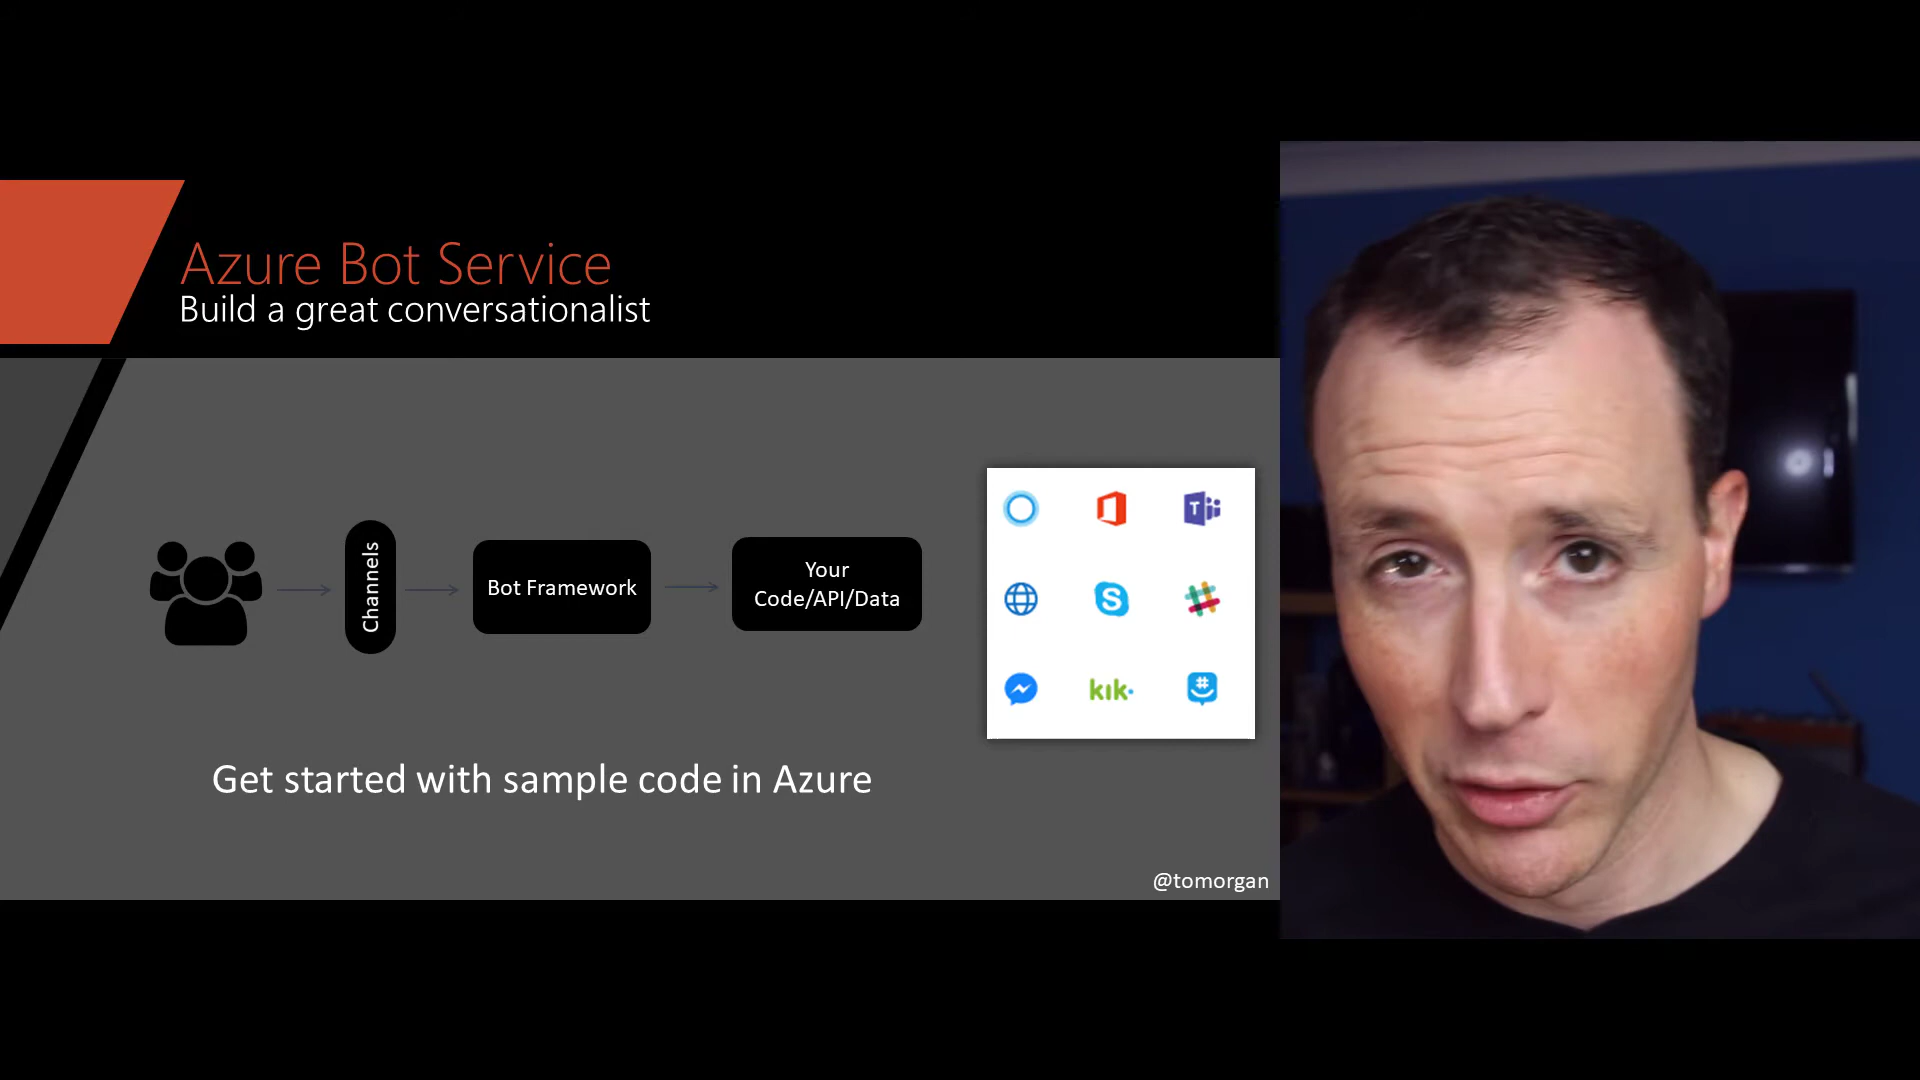 Azure Bot Service
Build a great conversationalist
Channels
Bot Framework
Your
Code/API/Data
T
S
kik.
#
Get started with sample code in Azure
@tomorgan